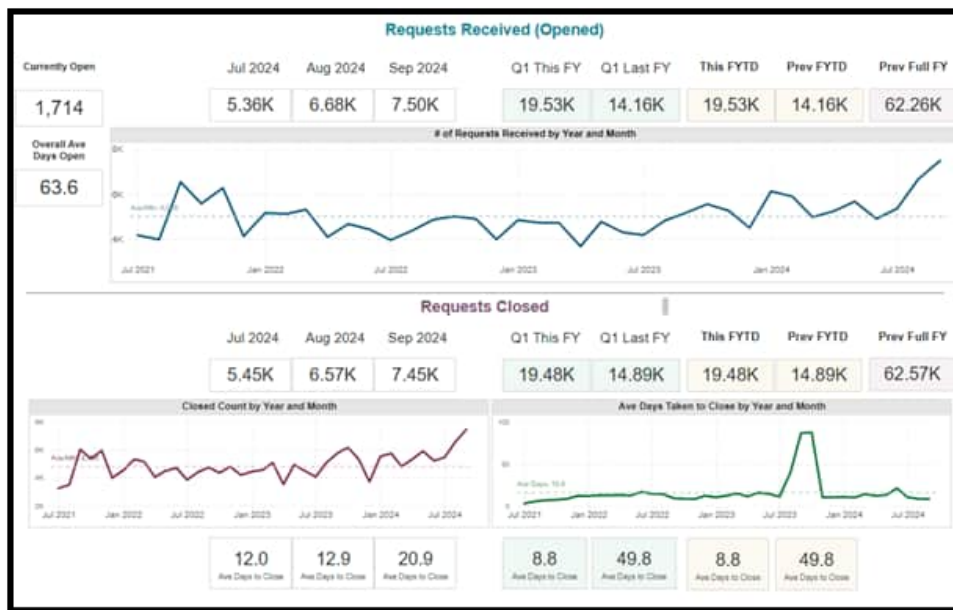 Requests Received (Opened)
Currently Open
Jul 2024 Aug 2024 Sep 2024 Q1 This FY Q1 Last FY This FYTD Prev FYTD Prev Full FY
1,714
5.36K 6.68K 7.50K 19.53K 14.16K 19.53K 14.16K 62.26K
Overall Ave
Days Open
63.6
# of Requests Received by Year and Month
Jul 2021 Jan 2022 Jul 2022 Jan 2023 Jul 2023 Jan 2024 Jul 2024
Requests Closed
Jul 2024 Aug 2024 Sep 2024 Q1 This FY Q1 Last FY This FYTD Prev FYTD Prev Full FY
5.45K 6.57K 7.45K 19.48K 14.89K 19.48K 14.89K 62.57K
Closed Count by Year and Month
Ave Days Taken to Close by Year and Month
Jul 2021 Jan 2022 Jul 2022 Jan 2023 Jul 2023 Jan 2024 Jul 2024
Jul 2021 Jan 2022 Jul 2022 Jan 2023 Jul 2023 Jan 2024 Jul 2024
12.0 12.9 20.9 8.8 49.8 8.8 49.8
Ave Days to Close Ave Days to Close Ave Days to Close Ave Days to Close Ave Days to Close Ave Days to Close Ave Days to Close